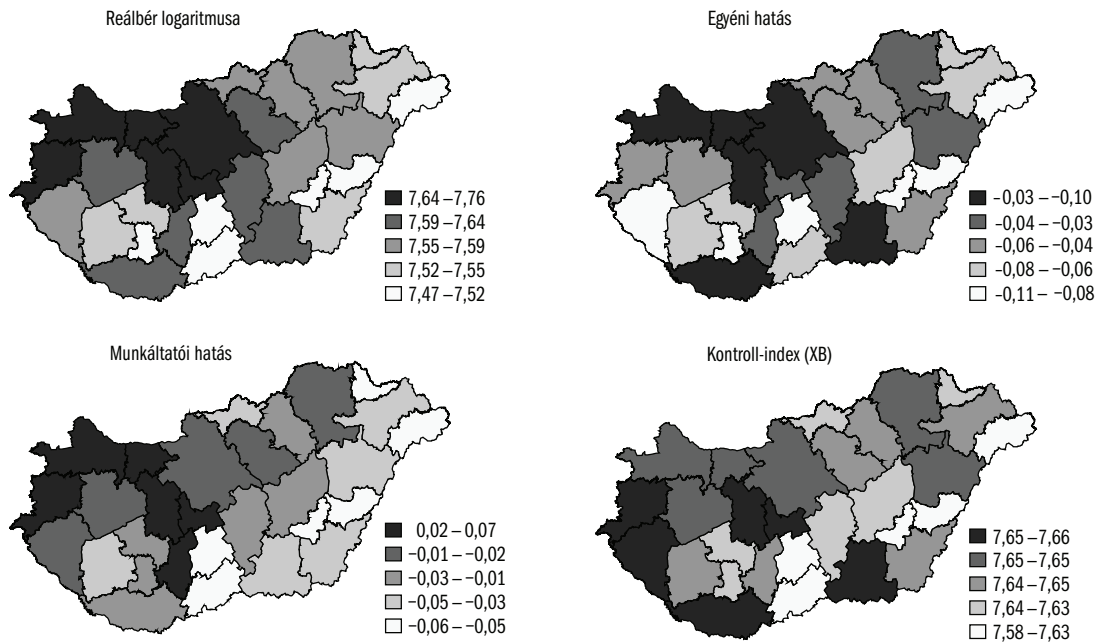 Reálbér logaritmusa
7,64 – 7,76
7,59 – 7,64
7,55 – 7,59
7,52 – 7,55
7,47 – 7,52
Egyéni hatás
-0,03 – -0,10
-0,04 – -0,03
-0,06 – -0,04
-0,08 – -0,06
-0,11 – -0,08
Munkáltatói hatás
0,02 – 0,07
-0,01 – -0,02
-0,03 – -0,01
-0,05 – -0,03
-0,06 – -0,05
Kontroll-index (XB)
7,65 – 7,66
7,65 – 7,65
7,64 – 7,65
7,64 – 7,63
7,58 – 7,63